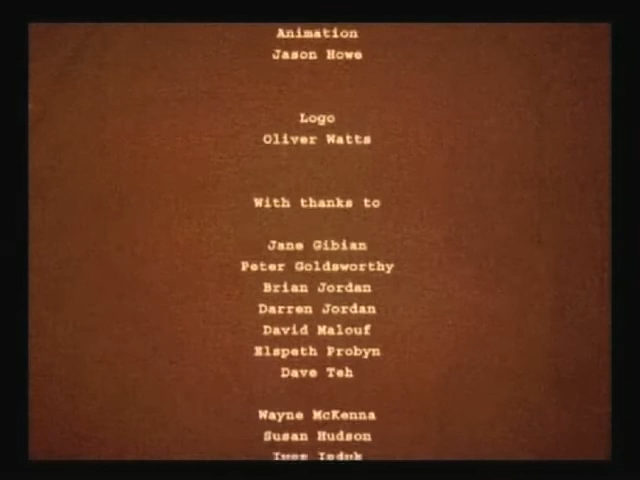 Animation
Jason Howe
Logo
Oliver Watts
With thanks to
Jane Gibian
Peter Goldsworthy
Brian Jordan
Darren Jordan
David Malouf
Elspeth Probyn
Dave Teh
Wayne McKenna
Susan Hudson